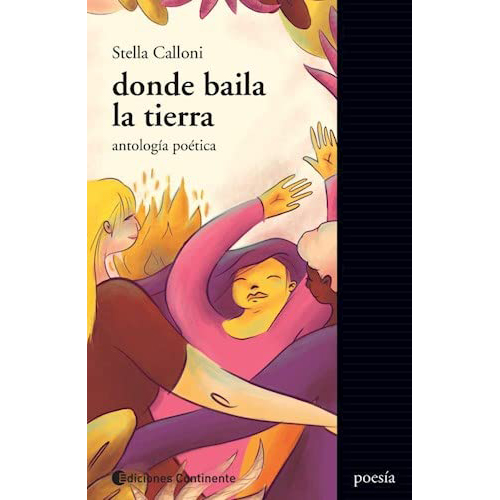 Stella Calloni
donde baila
la tierra
antología poética
Ediciones Continente
poesía